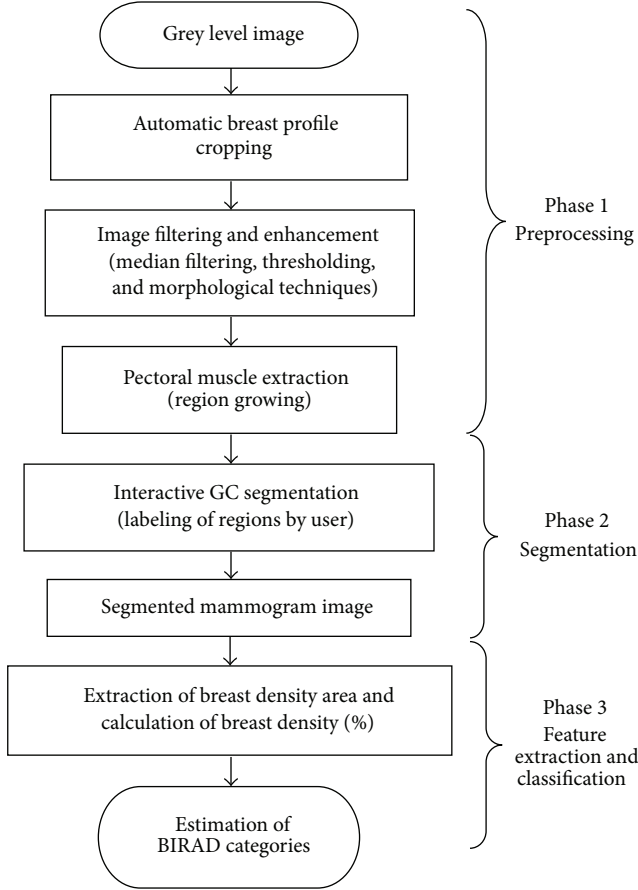 Grey level image
Automatic breast profile
cropping
Image filtering and enhancement
(median filtering, thresholding,
and morphological techniques)
Pectoral muscle extraction
(region growing)
Phase 1
Preprocessing
Interactive GC segmentation
(labeling of regions by user)
Segmented mammogram image
Phase 2
Segmentation
Extraction of breast density area and
calculation of breast density (%)
Estimation of
BIRAD categories
Phase 3
Feature
extraction and
classification